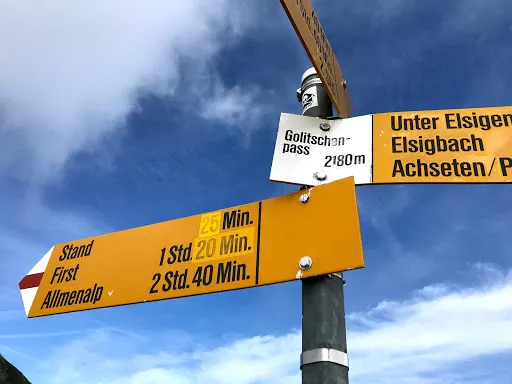 Golitschen-
pass
2180m
Unter Elsigen
Elsigbach
Achseten/P
Stand 25 Min.
First 1 Std. 20 Min.
Allmenalp 2 Std. 40 Min.